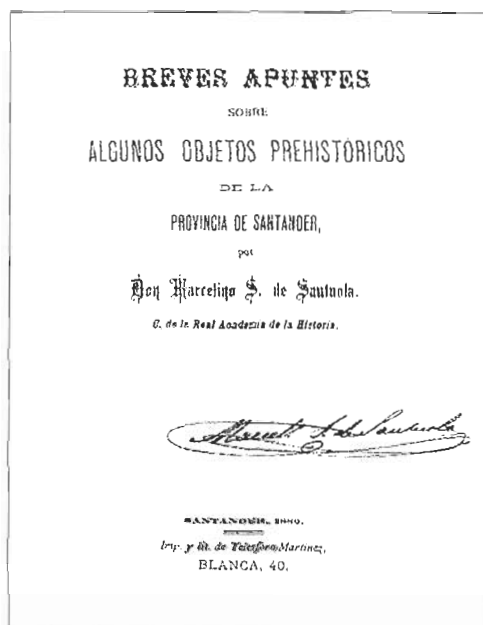 BREVES APUNTES
SOBRE
ALGUNOS OBJETOS PREHISTÓRICOS
DE LA
PROVINCIA DE SANTANDER,
por
Don Marcelino S. de Sautuola.
C. de la Real Academia de la Historia.
SANTANDER, 1880.
Imp. y lit. de Telesforo Martinez,
BLANCA, 40.